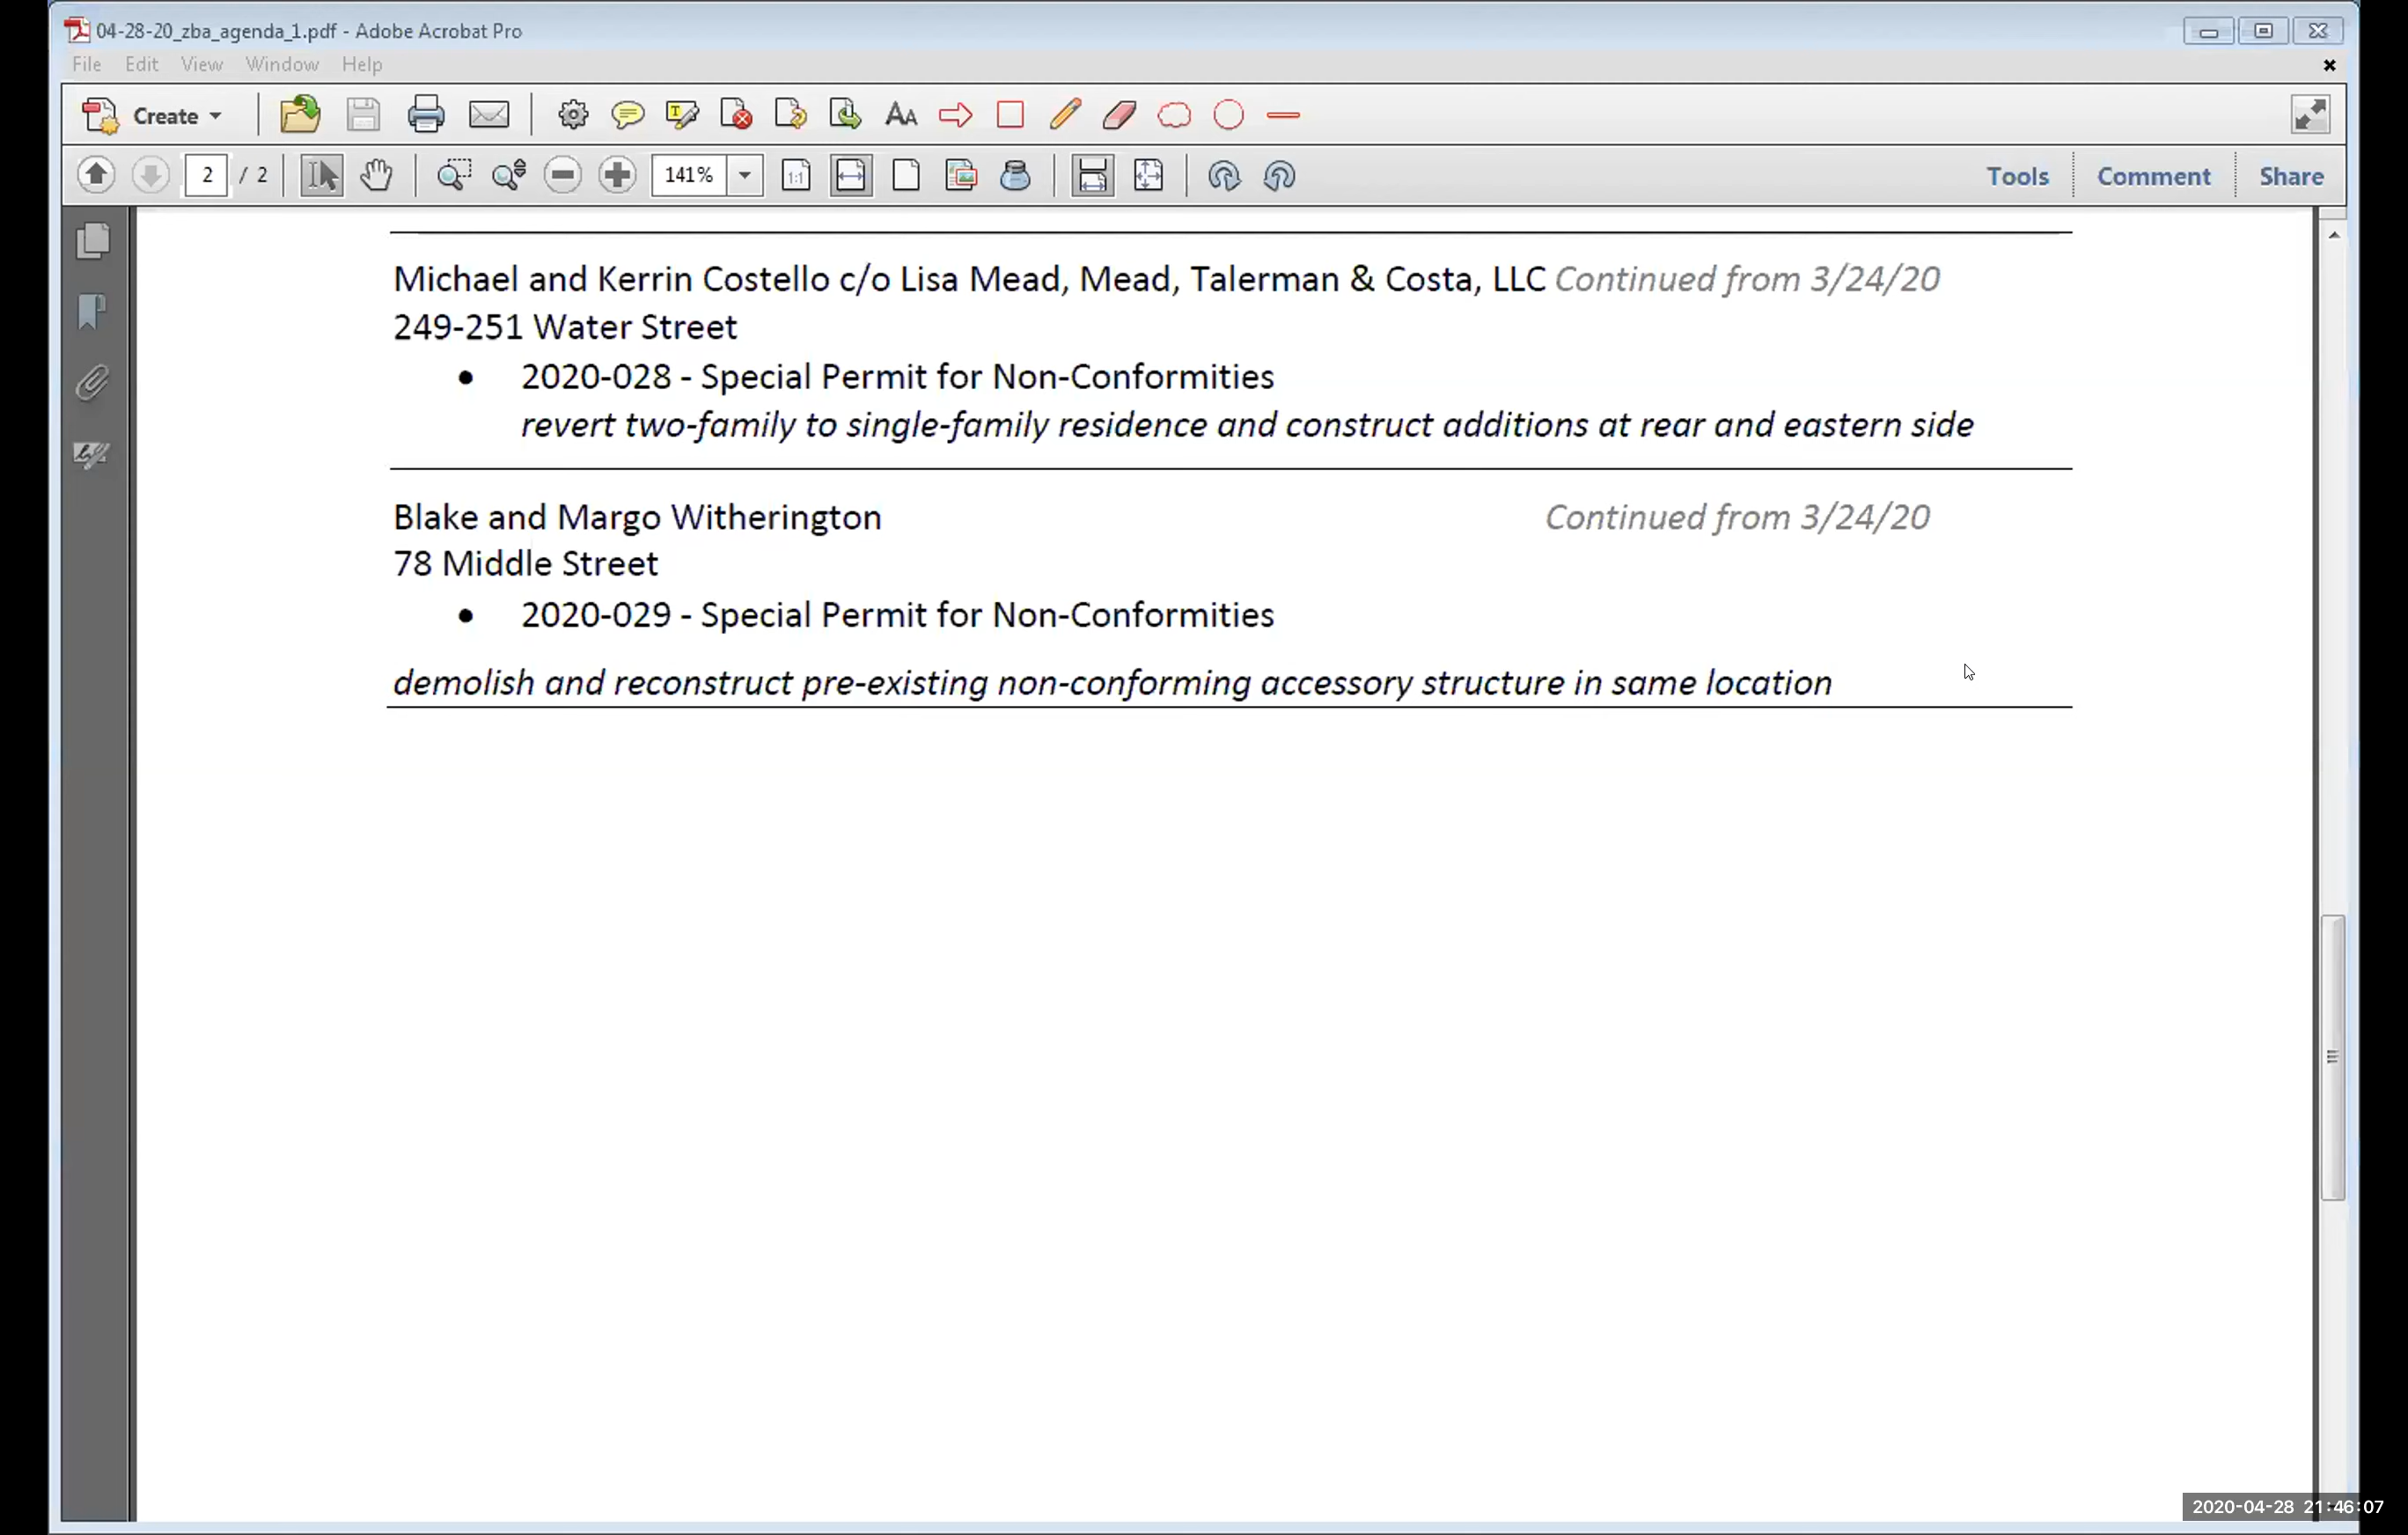 04-28-20_zba_agenda_1.pdf - Adobe Acrobat Pro
File Edit View Window Help
Create
2 / 2 141% Tools Comment Share
Michael and Kerrin Costello c/o Lisa Mead, Mead, Talerman & Costa, LLC Continued from 3/24/20
249-251 Water Street
• 2020-028 - Special Permit for Non-Conformities
revert two-family to single-family residence and construct additions at rear and eastern side
Blake and Margo Witherington Continued from 3/24/20
78 Middle Street
• 2020-029 - Special Permit for Non-Conformities
demolish and reconstruct pre-existing non-conforming accessory structure in same location
2020-04-28 21:46:07